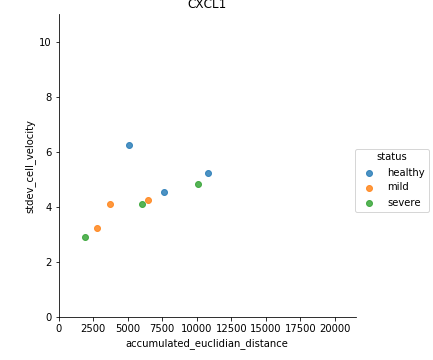 CXCL1
10
8
6
4
2
0
0 2500 5000 7500 10000 12500 15000 17500 20000
stdev_cell_velocity
accumulated_euclidian_distance
status
healthy
mild
severe